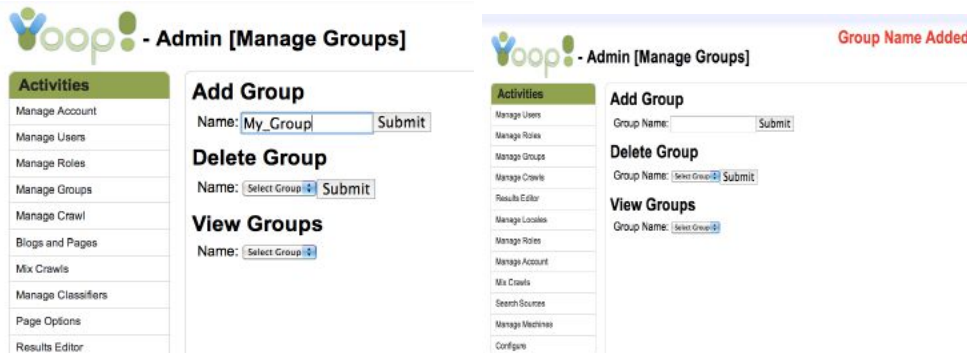 Yoop! - Admin [Manage Groups]
Activities
Manage Account
Manage Users
Manage Roles
Manage Groups
Manage Crawl
Blogs and Pages
Mix Crawls
Manage Classifiers
Page Options
Results Editor
Add Group
Name: My_Group Submit
Delete Group
Name: Select Group Submit
View Groups
Name: Select Group
Group Name Added
Yoop! - Admin [Manage Groups]
Activities
Manage Users
Manage Roles
Manage Groups
Manage Crawls
Results Editor
Manage Locales
Manage Roles
Manage Account
Mix Crawls
Search Sources
Manage Machines
Configure
Add Group
Group Name: Submit
Delete Group
Group Name: Select Group Submit
View Groups
Group Name: Select Group